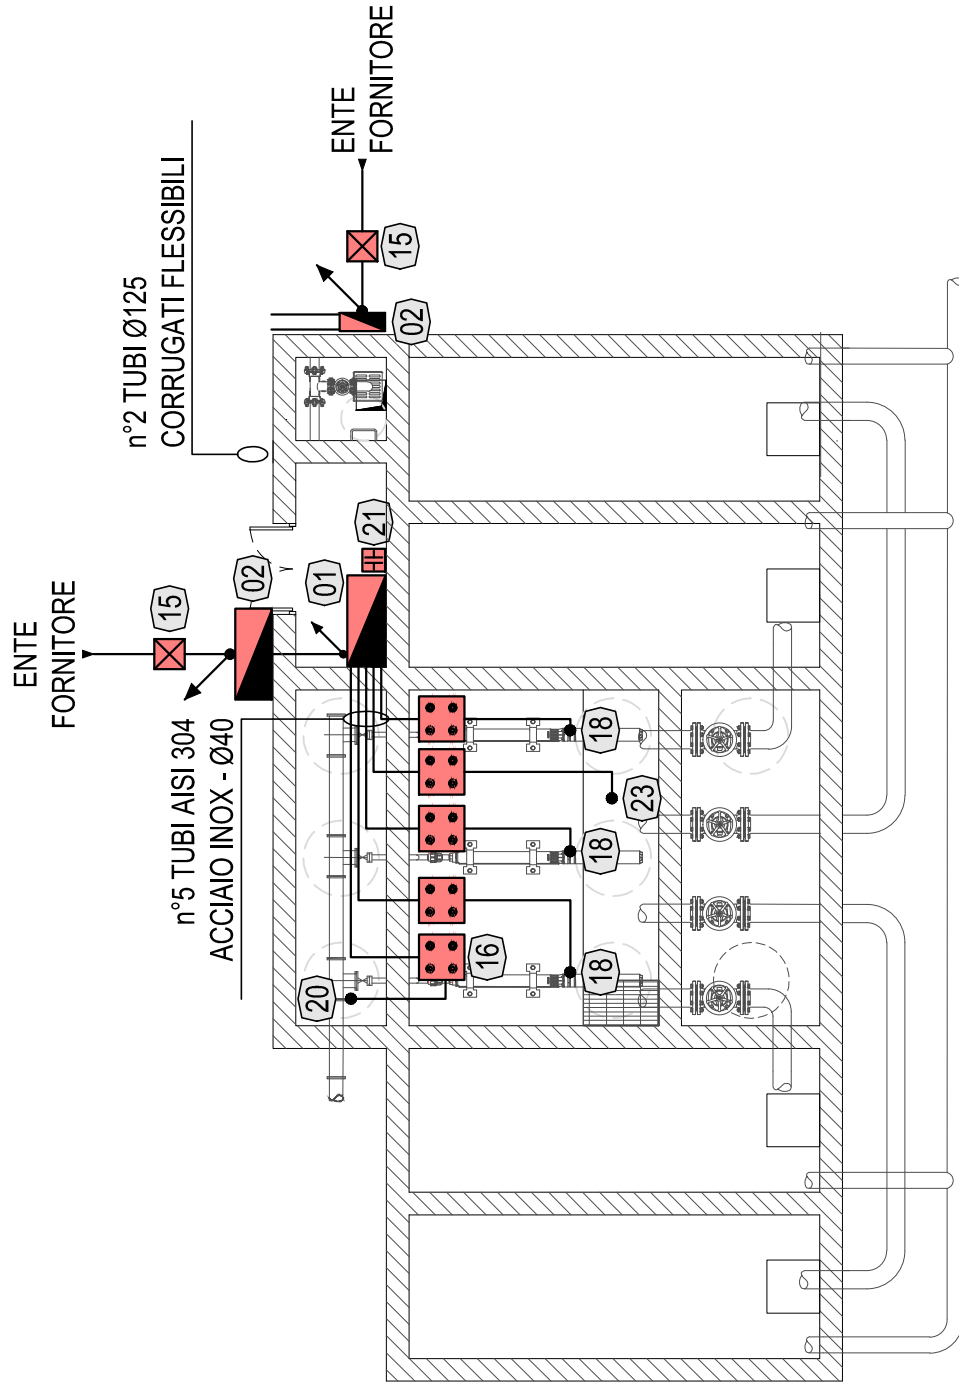 ENTE
FORNITORE
n°2 TUBI Ø125
CORRUGATI FLESSIBILI
15
02
ENTE
FORNITORE
15
02
01
21
n°5 TUBI AISI 304
ACCIAIO INOX - Ø40
18
23
18
18
16
20